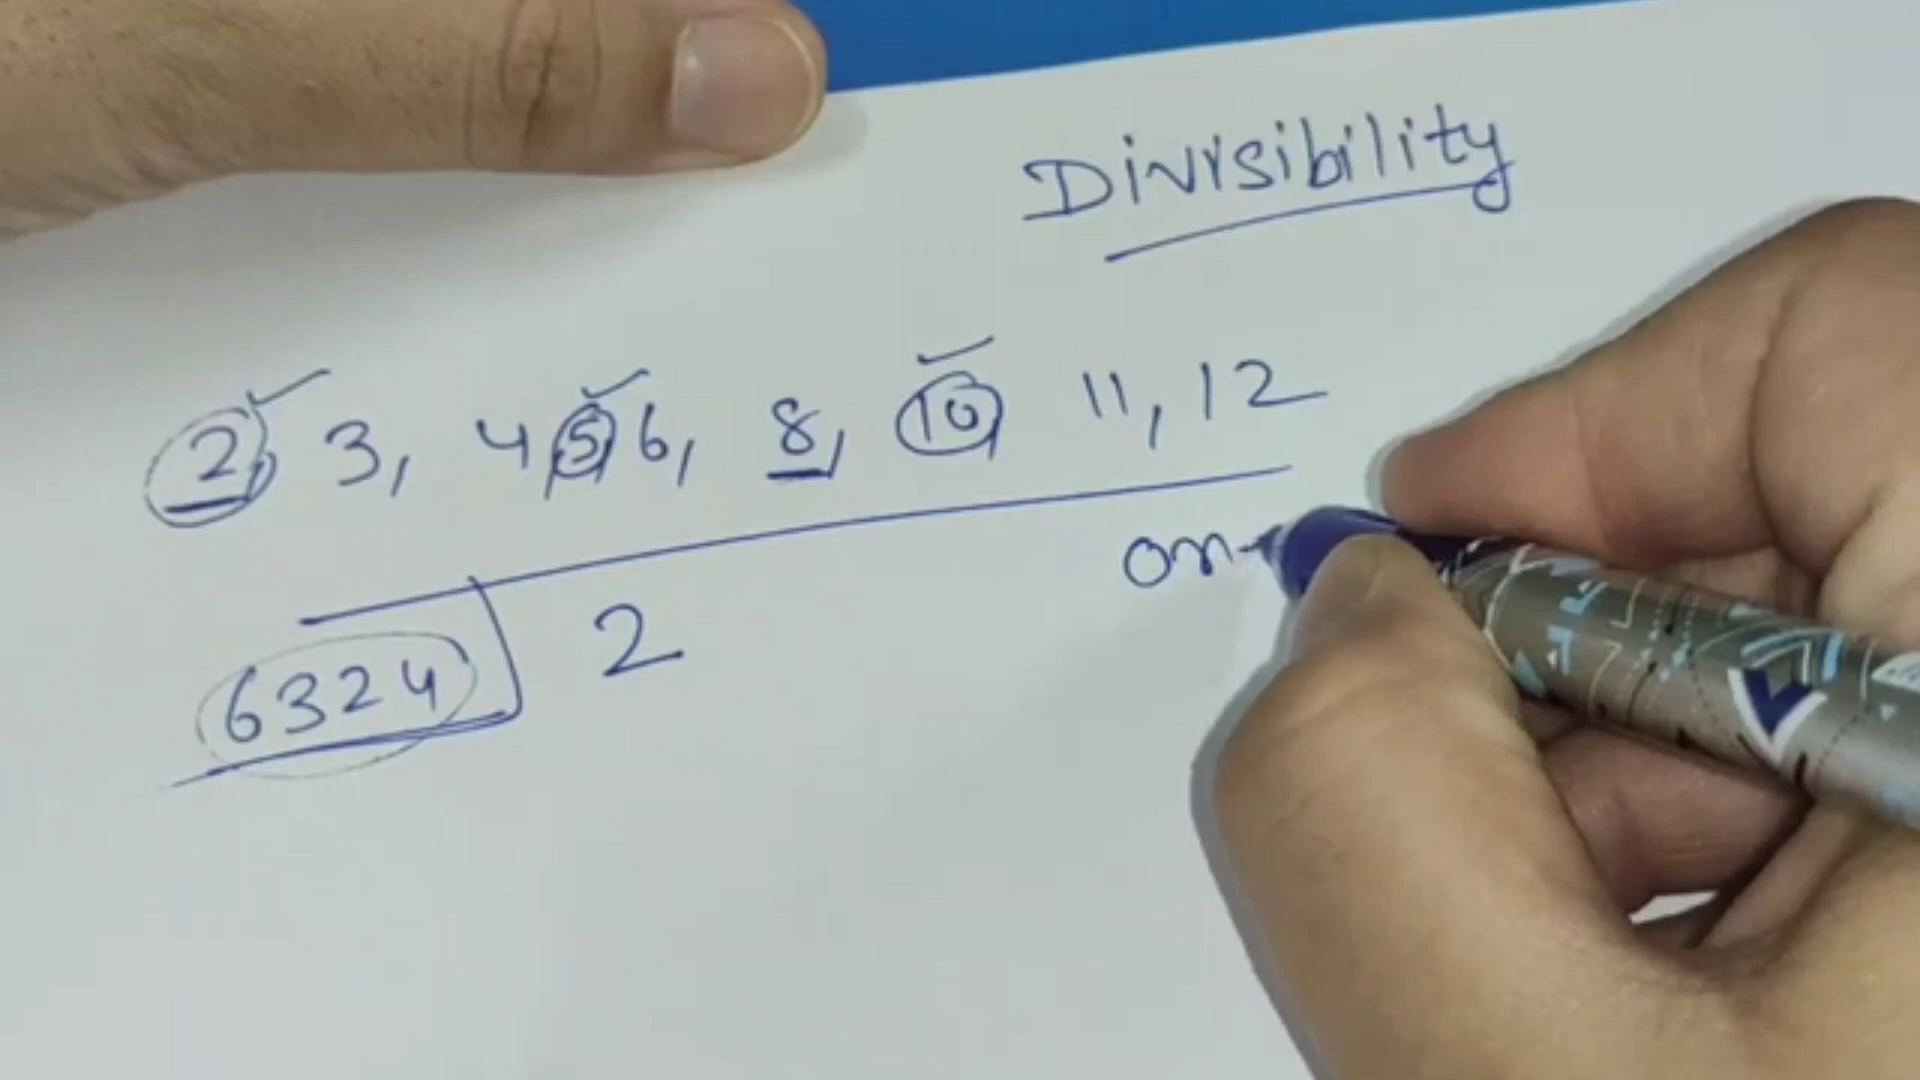 Divisibility
2, 3, 4, 5, 6, 8, 10, 11, 12
on
6324 2